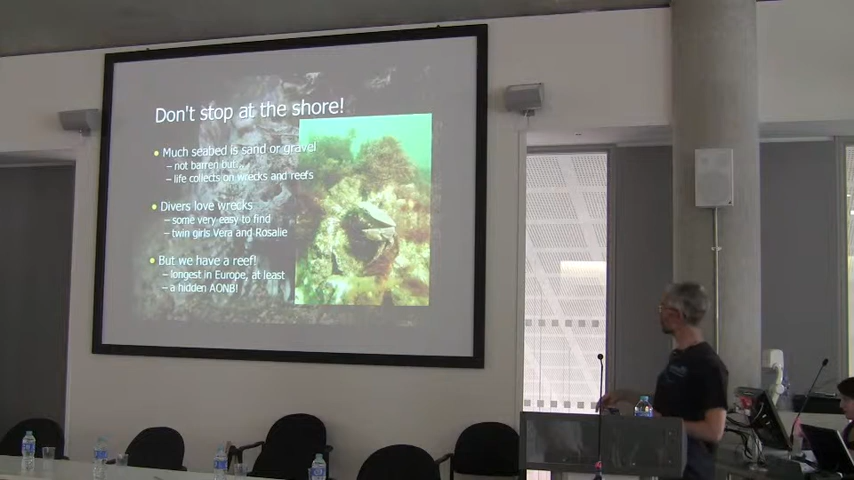 Don't stop at the shore!
Much seabed is sand or gravel
– not barren but..
– life collects on wrecks and reefs
Divers love wrecks
– some very easy to find
– twin girls Vera and Rosalie
But we have a reef!
– longest in Europe, at least
– a hidden AONB!